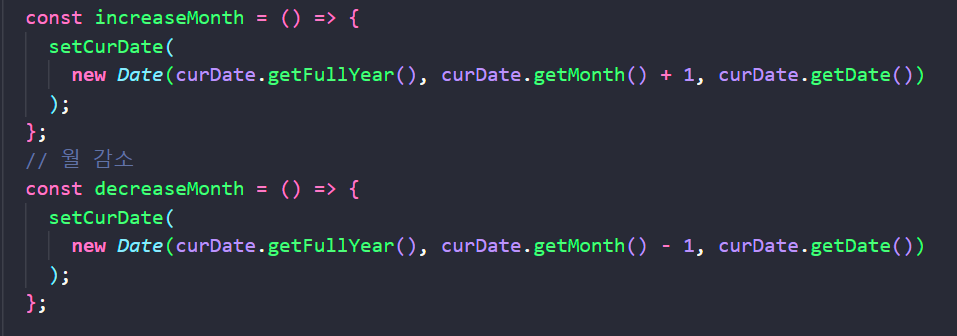 const increaseMonth = () => {
  setCurDate(
    new Date(curDate.getFullYear(), curDate.getMonth() + 1, curDate.getDate())
  );
};
// 월 감소
const decreaseMonth = () => {
  setCurDate(
    new Date(curDate.getFullYear(), curDate.getMonth() - 1, curDate.getDate())
  );
};